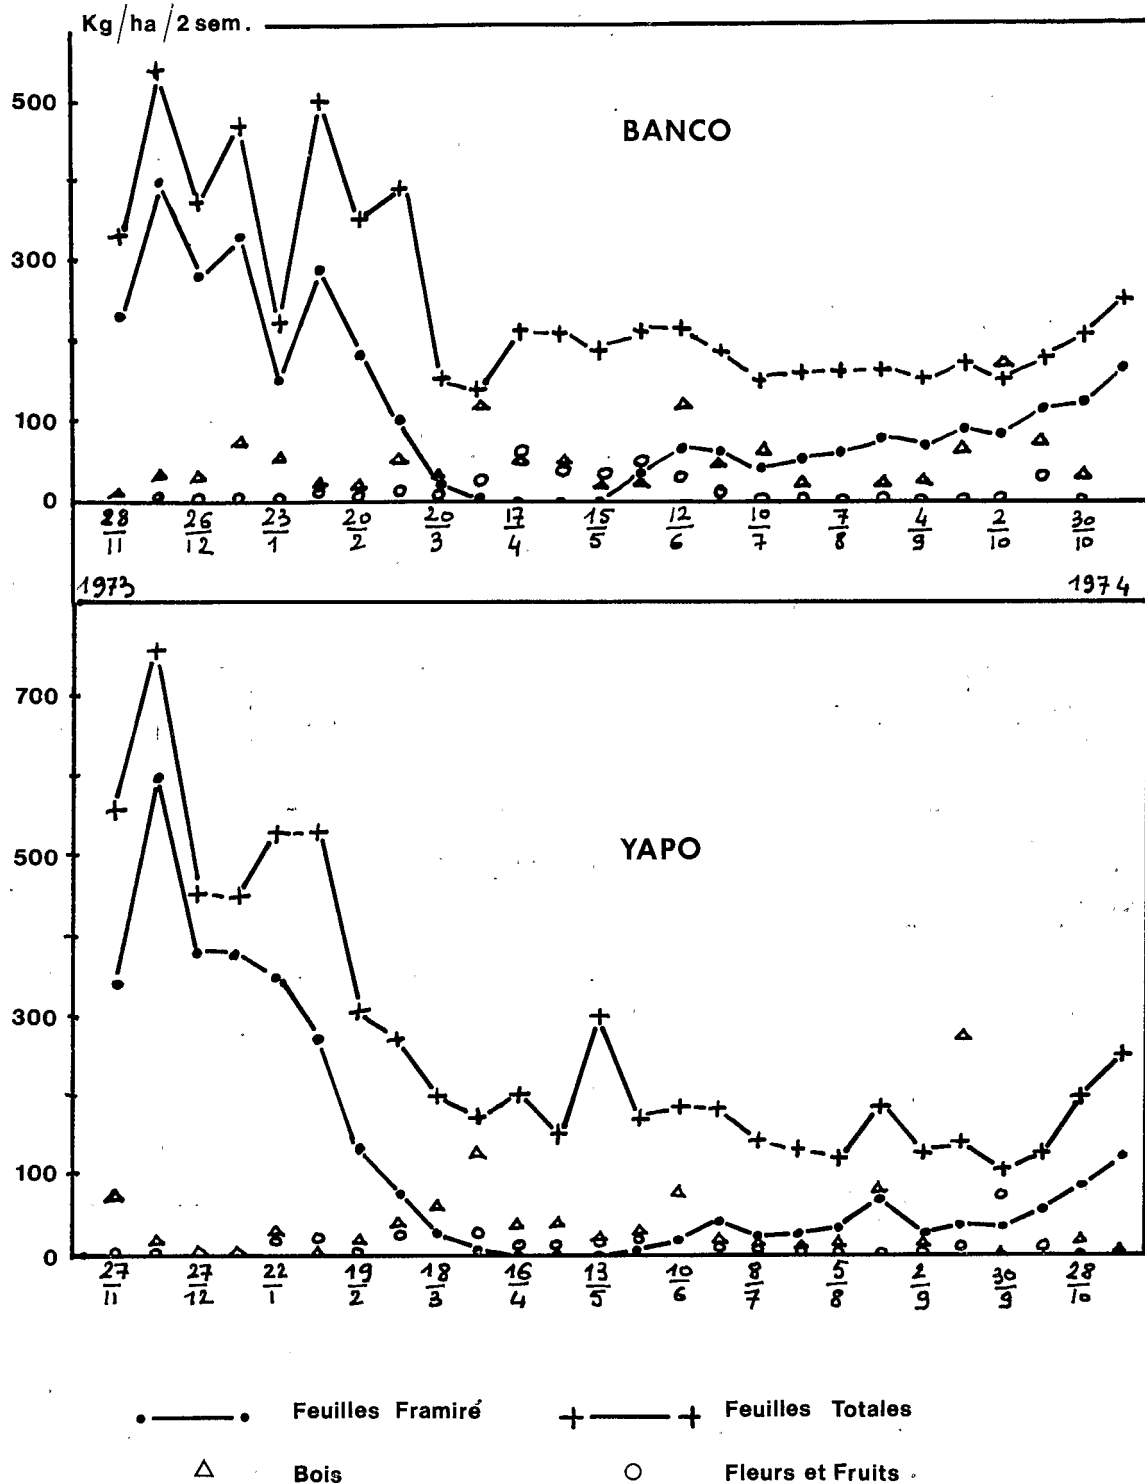 Kg/ha/2 sem.
BANCO
500
300
100
0
28/11 26/12 23/1 20/2 20/3 17/4 15/5 12/6 10/7 7/8 4/9 2/10 30/10
1973 1974
YAPO
700
500
300
100
0
27/11 27/12 22/1 19/2 18/3 16/4 13/5 10/6 8/7 5/8 2/9 30/9 28/10
Feuilles Framiré Feuilles Totales
Bois Fleurs et Fruits